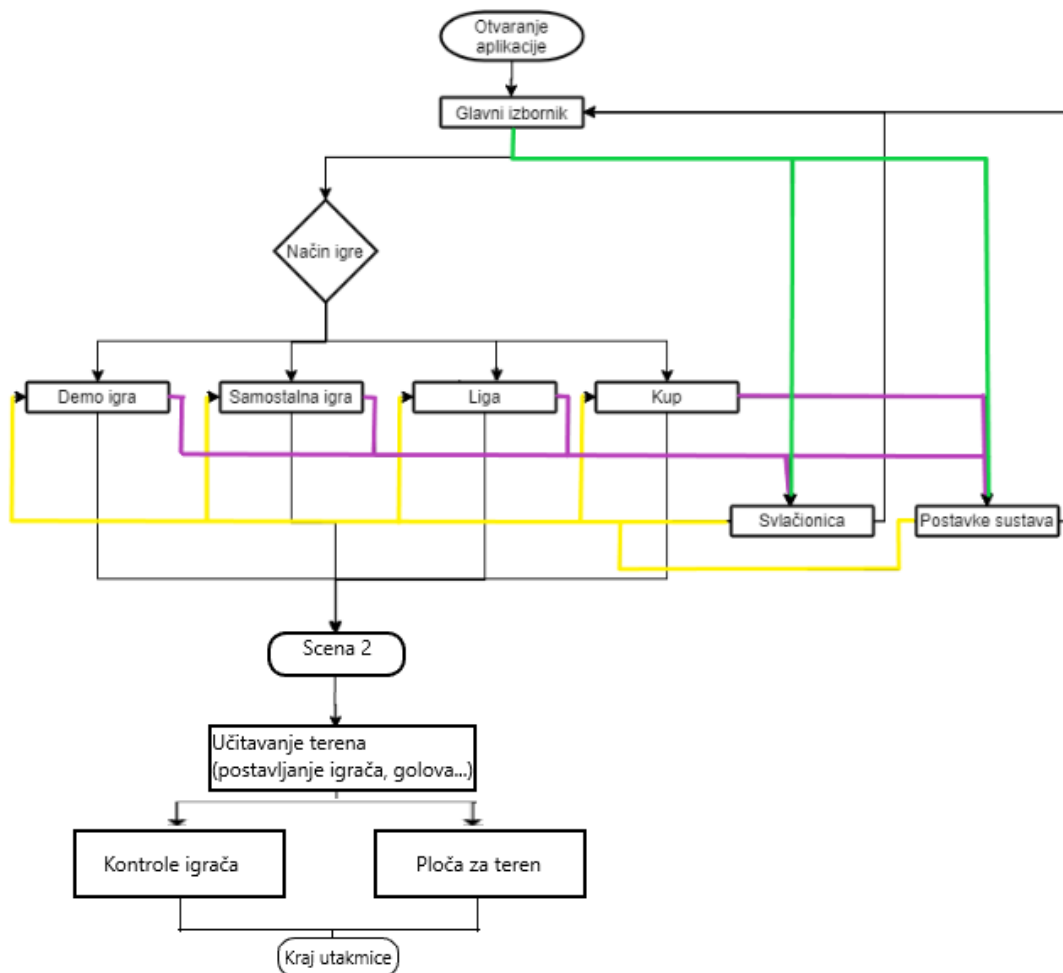 Otvaranje
aplikacije
Glavni izbornik
Način igre
Demo igra
Samostalna igra
Liga
Kup
Svlačionica
Postavke sustava
Scena 2
Učitavanje terena
(postavljanje igrača, golova...)
Kontrole igrača
Ploča za teren
Kraj utakmice